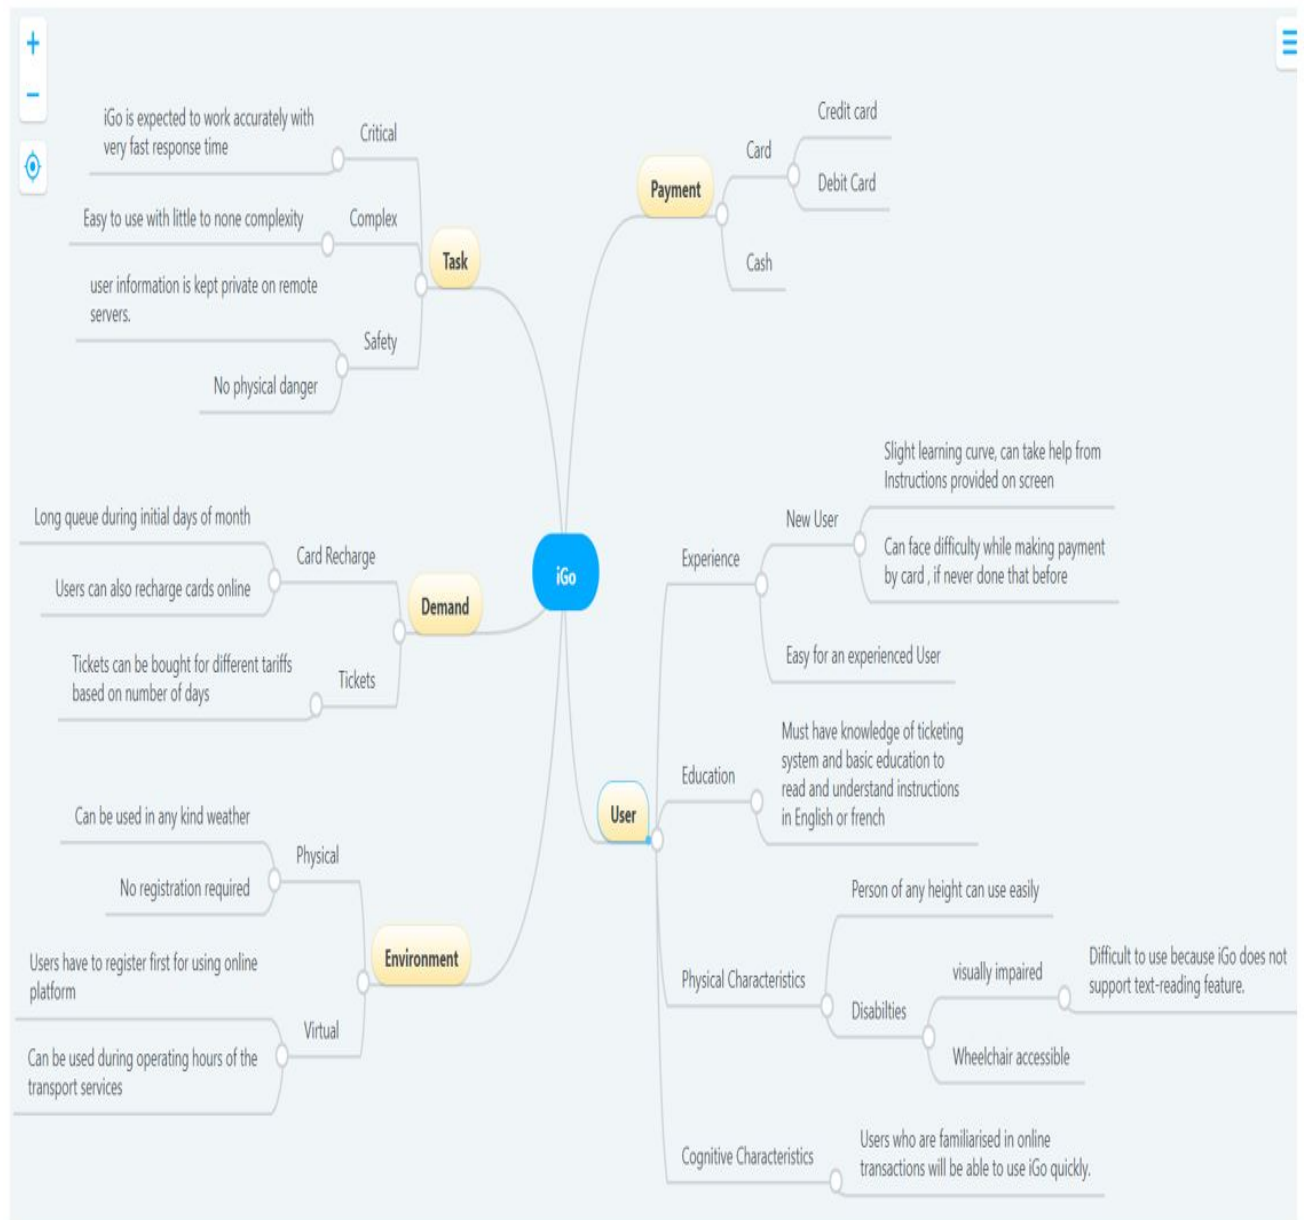 iGo
Task
Critical
iGo is expected to work accurately with
very fast response time
Complex
Easy to use with little to none complexity
Safety
user information is kept private on remote
servers.
No physical danger
Demand
Card Recharge
Long queue during initial days of month
Users can also recharge cards online
Tickets
Tickets can be bought for different tariffs
based on number of days
Environment
Physical
Can be used in any kind weather
No registration required
Virtual
Users have to register first for using online
platform
Can be used during operating hours of the
transport services
Payment
Card
Credit card
Debit Card
Cash
User
Experience
New User
Slight learning curve, can take help from
Instructions provided on screen
Can face difficulty while making payment
by card , if never done that before
Easy for an experienced User
Education
Must have knowledge of ticketing
system and basic education to
read and understand instructions
in English or french
Physical Characteristics
Person of any height can use easily
Disabilties
visually impaired
Difficult to use because iGo does not
support text-reading feature.
Wheelchair accessible
Cognitive Characteristics
Users who are familiarised in online
transactions will be able to use iGo quickly.